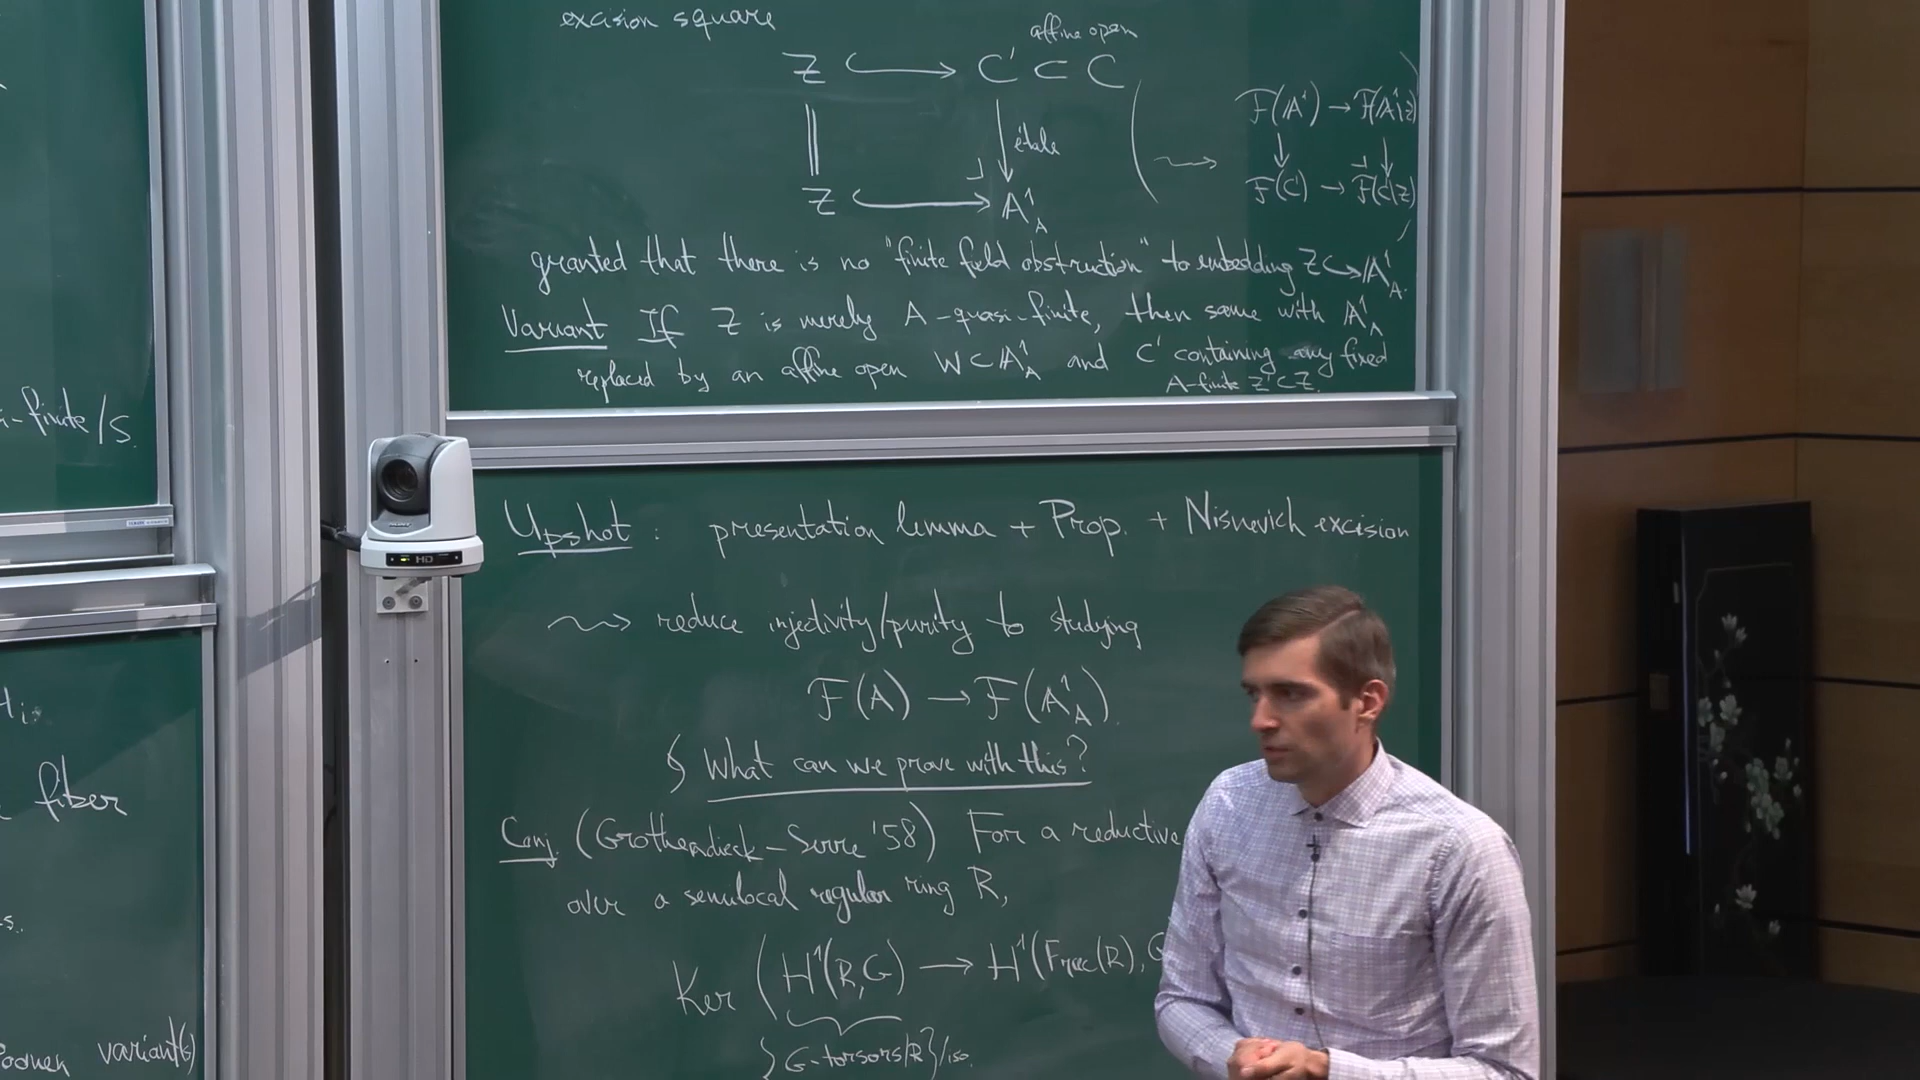 excision square
affine open
Z ↪ C' ⊂ C
étale
Z ↪ 𝔸¹_A
F(𝔸¹) → F(𝔸¹\Z)
F(C') → F(C'\Z)
granted that there is no "finite field obstruction" to embedding Z ↪ 𝔸¹_A.
Variant If Z is merely A-quasi-finite, then same with 𝔸¹_A
replaced by an affine open W ⊂ 𝔸¹_A and C' containing any fixed
A-finite Z' ⊂ Z.
Upshot: presentation lemma + Prop. + Nisnevich excision
⇝ reduce injectivity/purity to studying
F(A) → F(𝔸¹_A).
§ What can we prove with this?
Conj. (Grothendieck–Serre '58) For a reductive
over a semilocal regular ring R,
Ker (H¹(R,G) → H¹(Frac(R), G
{G-torsors/R}/iso.
-finite/S.
fiber
variant(s)
HD